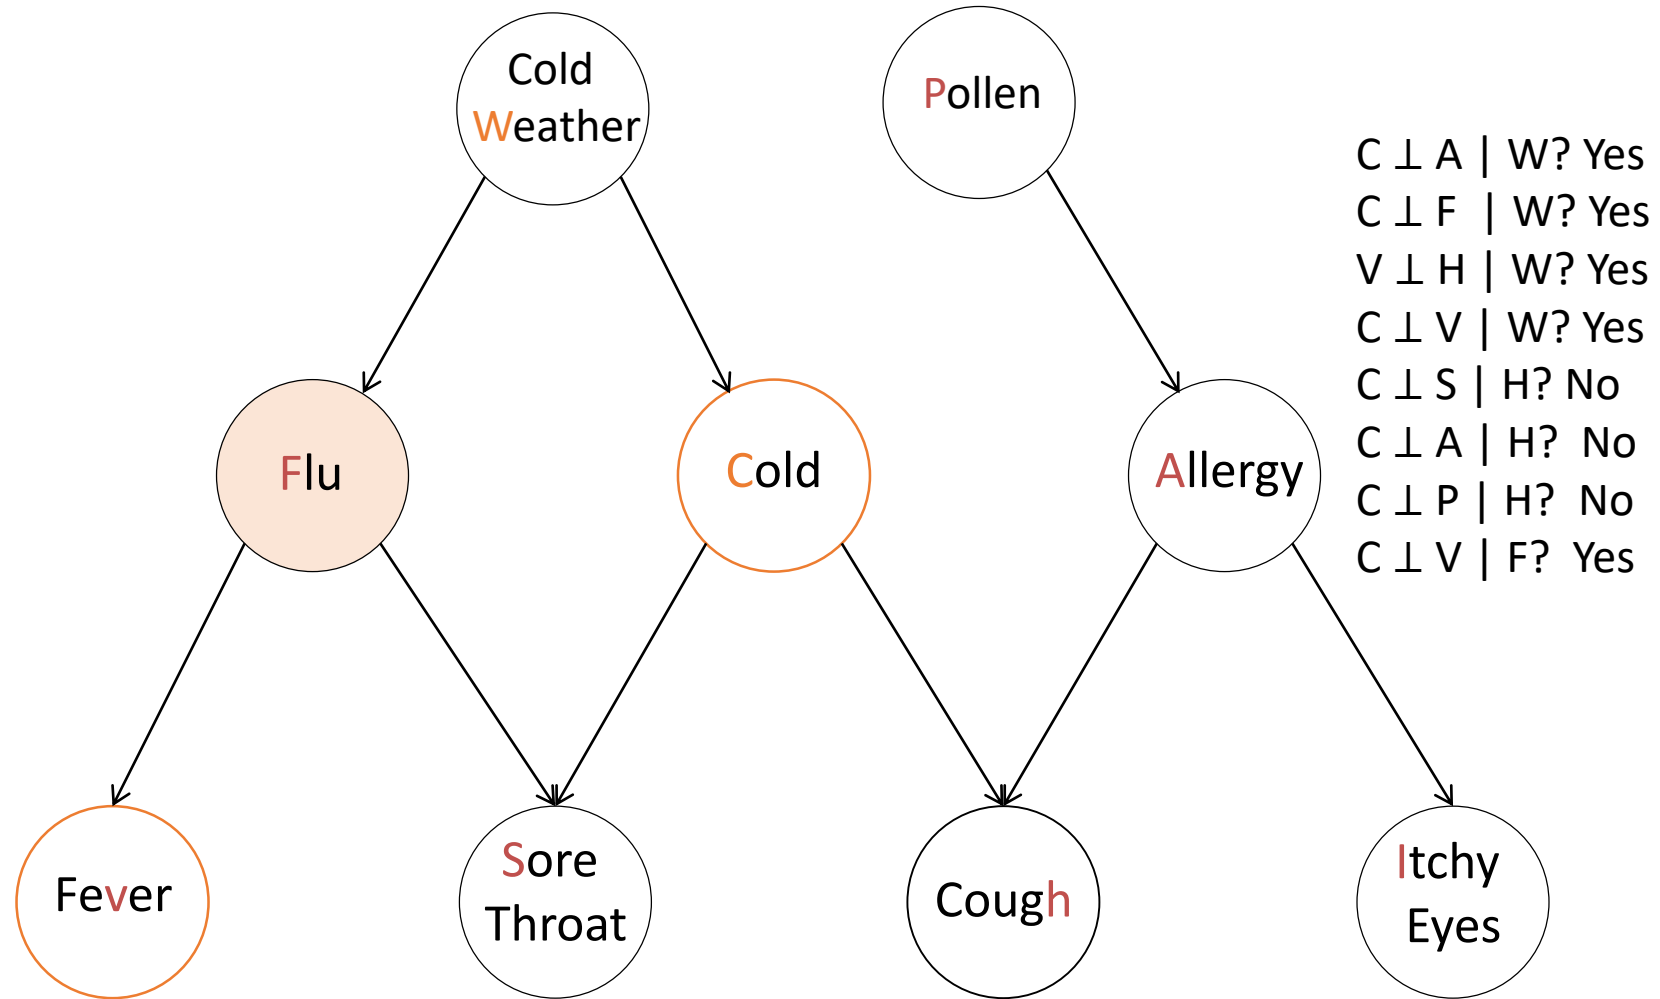 Cold
Weather
Pollen
C ⊥ A | W? Yes
C ⊥ F | W? Yes
V ⊥ H | W? Yes
C ⊥ V | W? Yes
C ⊥ S | H? No
C ⊥ A | H? No
C ⊥ P | H? No
C ⊥ V | F? Yes
Flu
Cold
Allergy
Fever
Sore
Throat
Cough
Itchy
Eyes